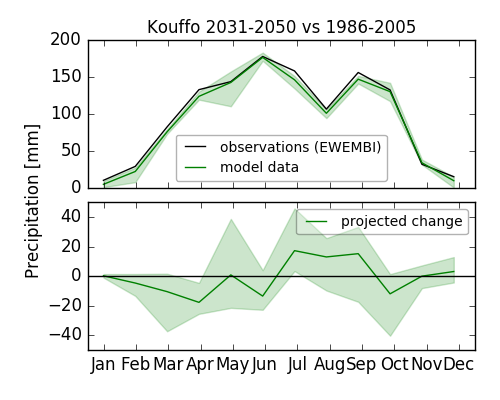 Kouffo 2031-2050 vs 1986-2005
200
150
100
50
0
observations (EWEMBI)
model data
Precipitation [mm]
40
20
0
−20
−40
projected change
Jan Feb Mar Apr May Jun Jul Aug Sep Oct Nov Dec